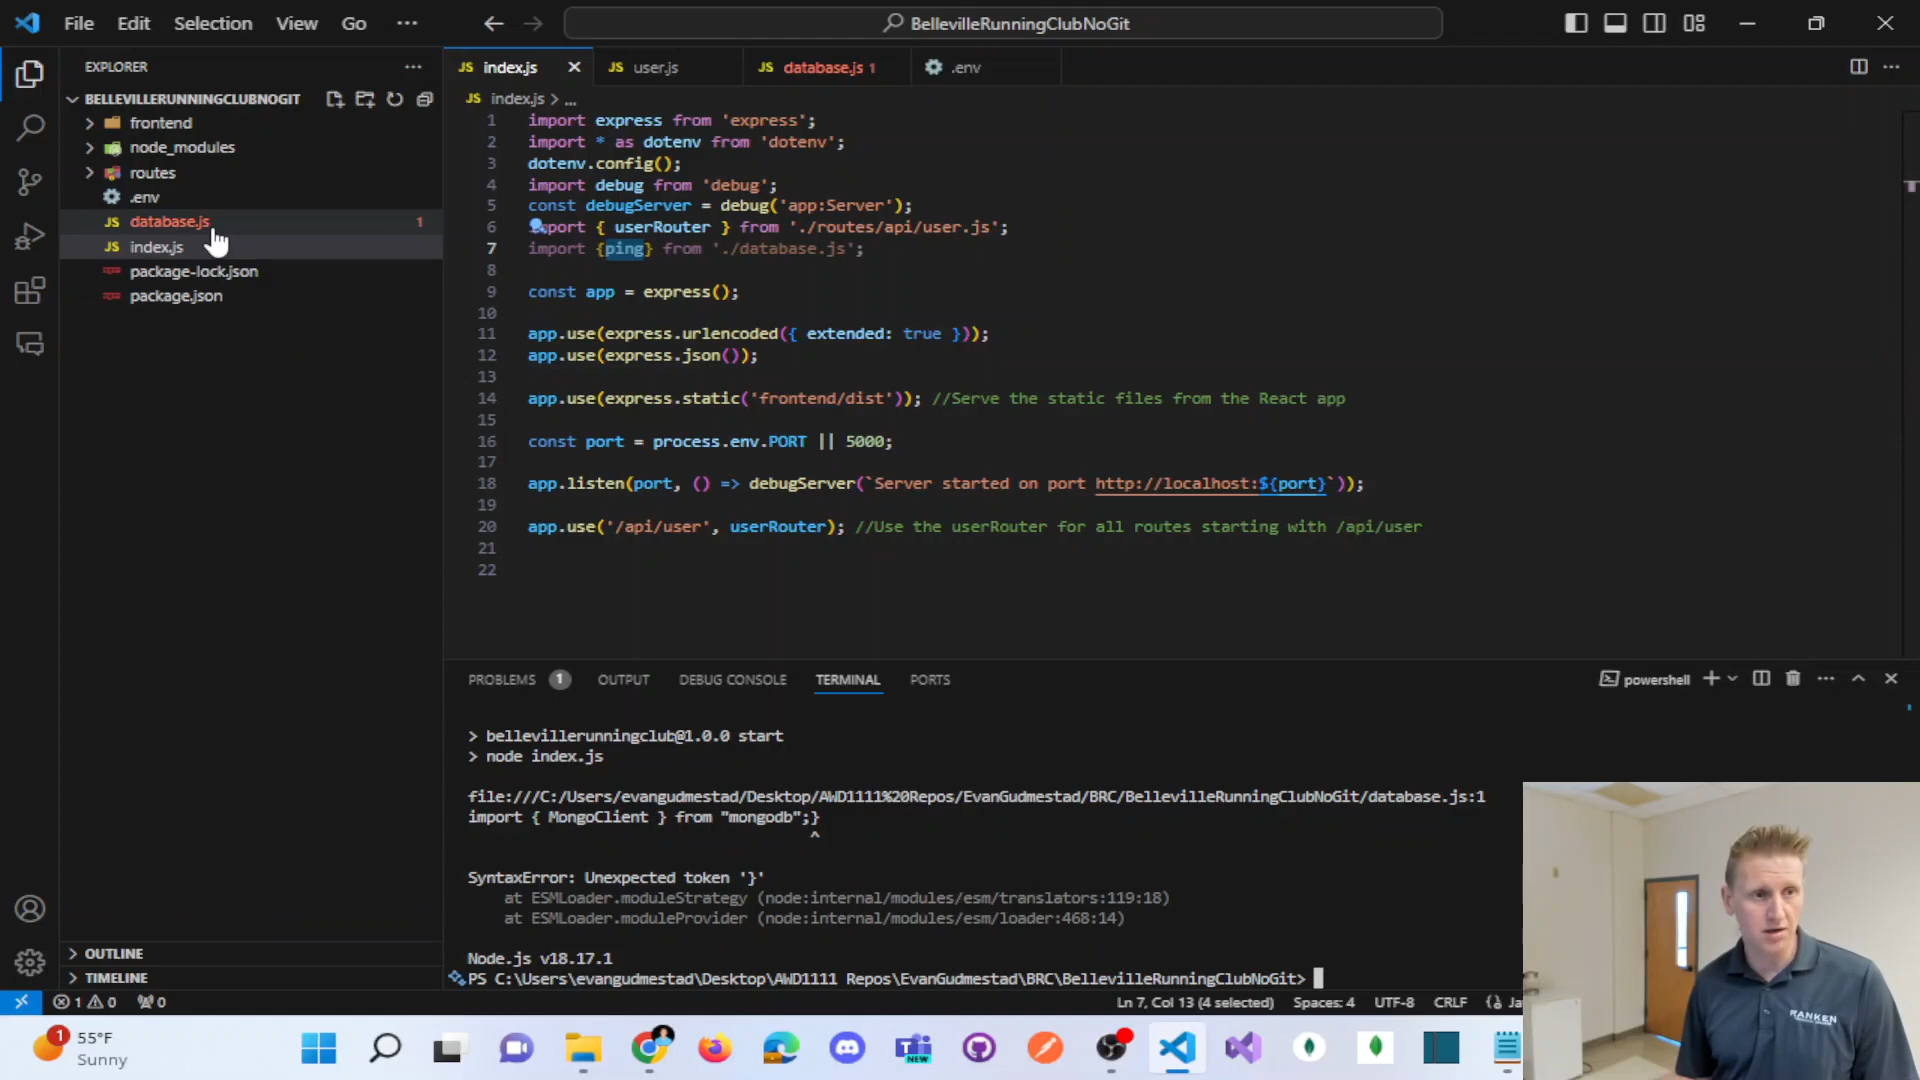 File Edit Selection View Go ··· BellevilleRunningClubNoGit
EXPLORER ···
BELLEVILLERUNNINGCLUBNOGIT
frontend
node_modules
routes
.env
JS database.js 1
JS index.js
package-lock.json
package.json
OUTLINE
TIMELINE
JS index.js JS user.js JS database.js 1 .env
JS index.js > ...
1 import express from 'express';
2 import * as dotenv from 'dotenv';
3 dotenv.config();
4 import debug from 'debug';
5 const debugServer = debug('app:Server');
6 import { userRouter } from './routes/api/user.js';
7 import {ping} from './database.js';
8
9 const app = express();
10
11 app.use(express.urlencoded({ extended: true }));
12 app.use(express.json());
13
14 app.use(express.static('frontend/dist')); //Serve the static files from the React app
15
16 const port = process.env.PORT || 5000;
17
18 app.listen(port, () => debugServer(`Server started on port http://localhost:${port}`));
19
20 app.use('/api/user', userRouter); //Use the userRouter for all routes starting with /api/user
21
22
PROBLEMS 1 OUTPUT DEBUG CONSOLE TERMINAL PORTS powershell
> bellevillerunningclub@1.0.0 start
> node index.js
file:///C:/Users/evangudmestad/Desktop/AWD1111%20Repos/EvanGudmestad/BRC/BellevilleRunningClubNoGit/database.js:1
import { MongoClient } from "mongodb";}
^
SyntaxError: Unexpected token '}'
at ESMLoader.moduleStrategy (node:internal/modules/esm/translators:119:18)
at ESMLoader.moduleProvider (node:internal/modules/esm/loader:468:14)
Node.js v18.17.1
PS C:\Users\evangudmestad\Desktop\AWD1111 Repos\EvanGudmestad\BRC\BellevilleRunningClubNoGit>
1 0 0 Ln 7, Col 13 (4 selected) Spaces: 4 UTF-8 CRLF {} Ja
RANKEN
1 55°F
Sunny
NEW